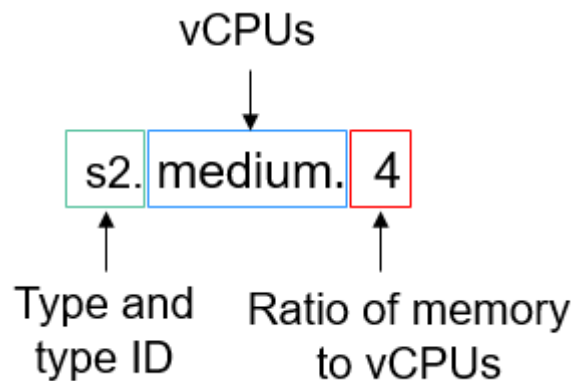 vCPUs
s2. medium. 4
Type and Ratio of memory
type ID to vCPUs